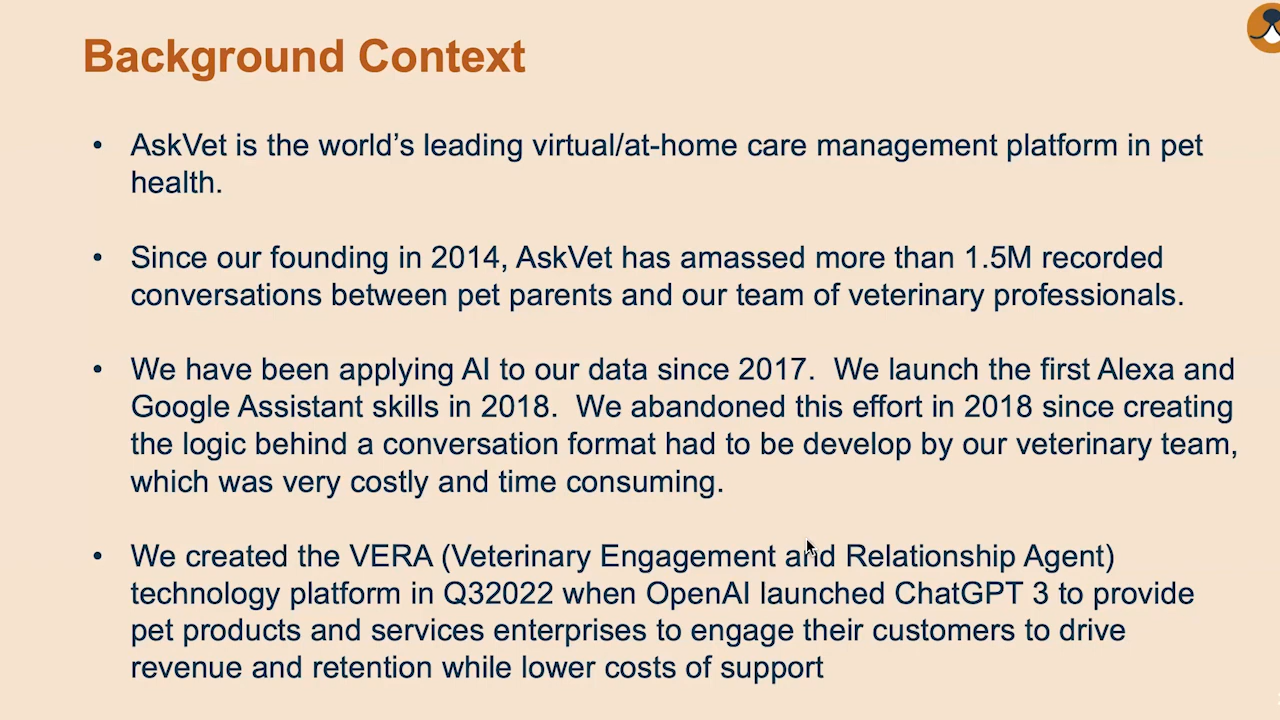 Background Context
• AskVet is the world’s leading virtual/at-home care management platform in pet
health.
• Since our founding in 2014, AskVet has amassed more than 1.5M recorded
conversations between pet parents and our team of veterinary professionals.
• We have been applying AI to our data since 2017.  We launch the first Alexa and
Google Assistant skills in 2018.  We abandoned this effort in 2018 since creating
the logic behind a conversation format had to be develop by our veterinary team,
which was very costly and time consuming.
• We created the VERA (Veterinary Engagement and Relationship Agent)
technology platform in Q32022 when OpenAI launched ChatGPT 3 to provide
pet products and services enterprises to engage their customers to drive
revenue and retention while lower costs of support